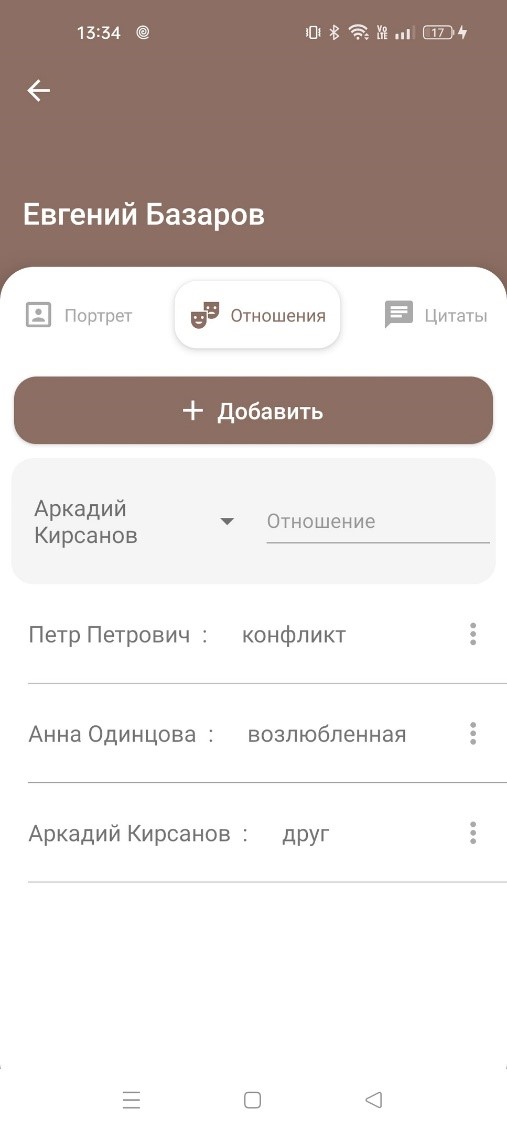 13:34
VO LTE 17
Евгений Базаров
Портрет Отношения Цитаты
+ Добавить
Аркадий
Кирсанов
Отношение
Петр Петрович : конфликт
Анна Одинцова : возлюбленная
Аркадий Кирсанов : друг